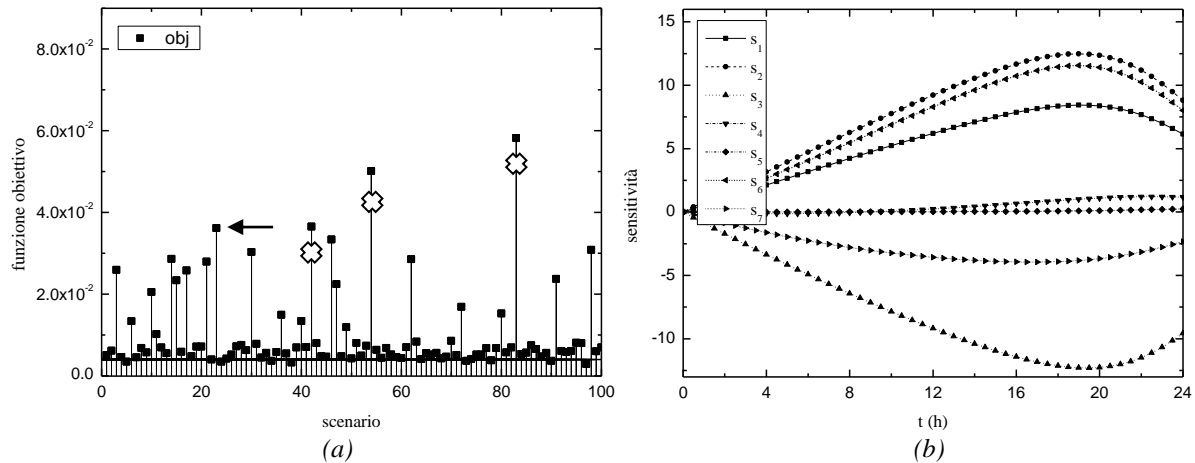 obj
8.0x10-2
6.0x10-2
4.0x10-2
2.0x10-2
0.0
0 20 40 60 80 100
funzione obiettivo
scenario
(a)
S1
S2
S3
S4
S5
S6
S7
15
10
5
0
-5
-10
0 4 8 12 16 20 24
sensitività
t (h)
(b)